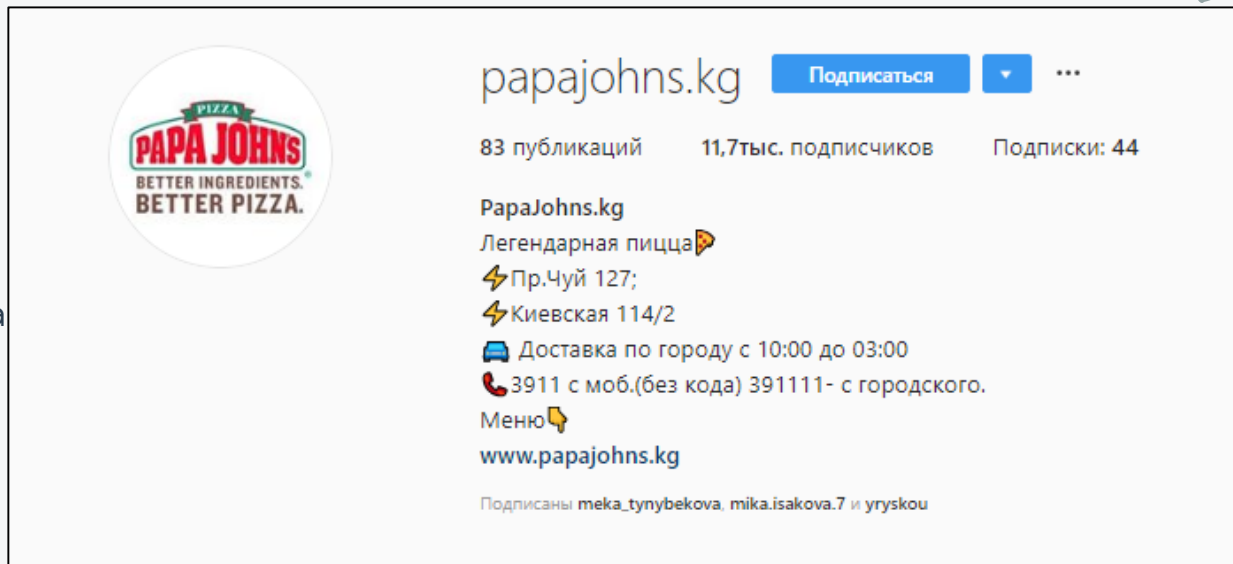 PIZZA
PAPA JOHNS
BETTER INGREDIENTS.
BETTER PIZZA.
papajohns.kg Подписаться
83 публикаций 11,7тыс. подписчиков Подписки: 44
PapaJohns.kg
Легендарная пицца🍕
⚡Пр.Чуй 127;
⚡Киевская 114/2
🚘 Доставка по городу с 10:00 до 03:00
📞3911 с моб.(без кода) 391111- с городского.
Меню👇
www.papajohns.kg
Подписаны meka_tynybekova, mika.isakova.7 и yryskou